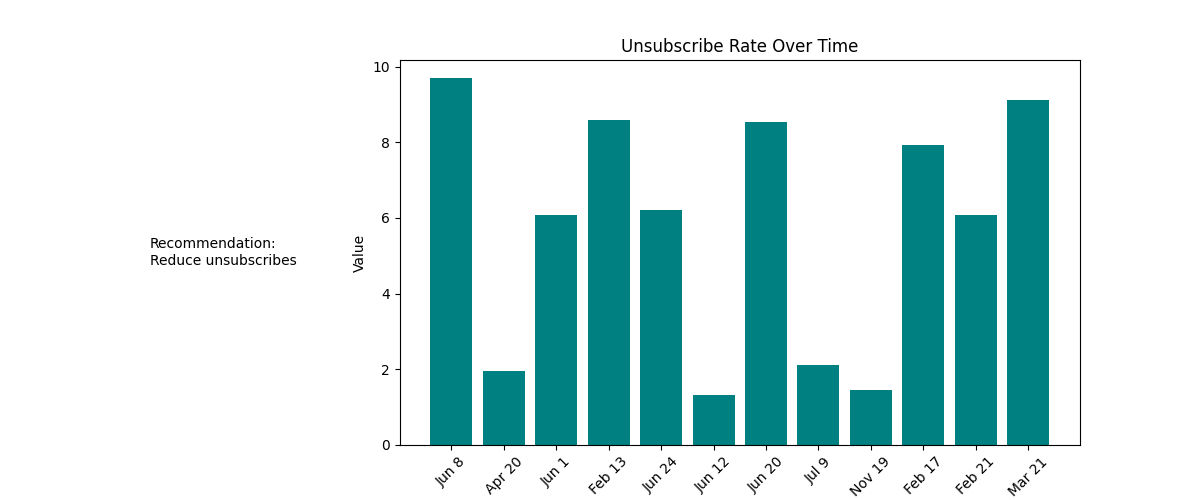 Unsubscribe Rate Over Time
Recommendation:
Reduce unsubscribes
Value
10
8
6
4
2
0
Jun 8
Apr 20
Jun 1
Feb 13
Jun 24
Jun 12
Jun 20
Jul 9
Nov 19
Feb 17
Feb 21
Mar 21